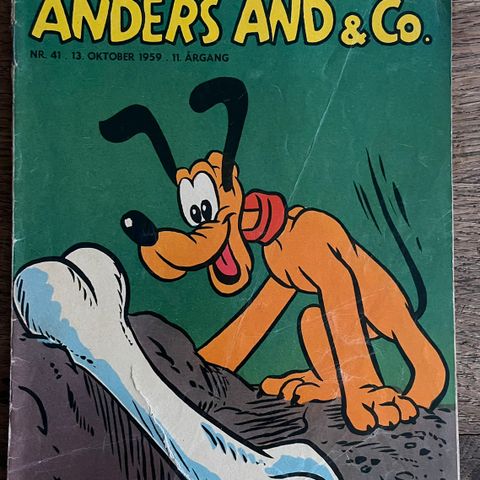 ANDERS AND & Co.
NR. 41 . 13. OKTOBER 1959 . 11. ÅRGANG